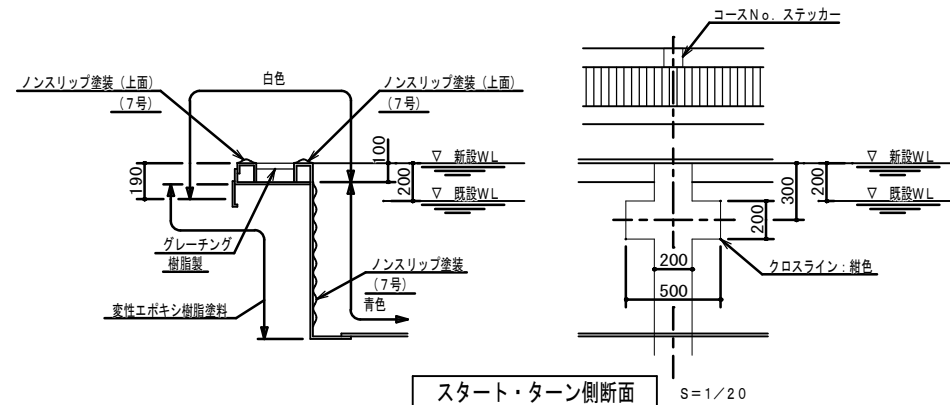 コースNo. ステッカー
ノンスリップ塗装（上面）
（7号）
白色
ノンスリップ塗装（上面）
（7号）
190
100
200
▽ 新設WL
▽ 既設WL
▽ 新設WL
▽ 既設WL
300
200
200
グレーチング
樹脂製
ノンスリップ塗装
（7号）
青色
変性エポキシ樹脂塗料
200
500
クロスライン：紺色
スタート・ターン側断面
S=1/20